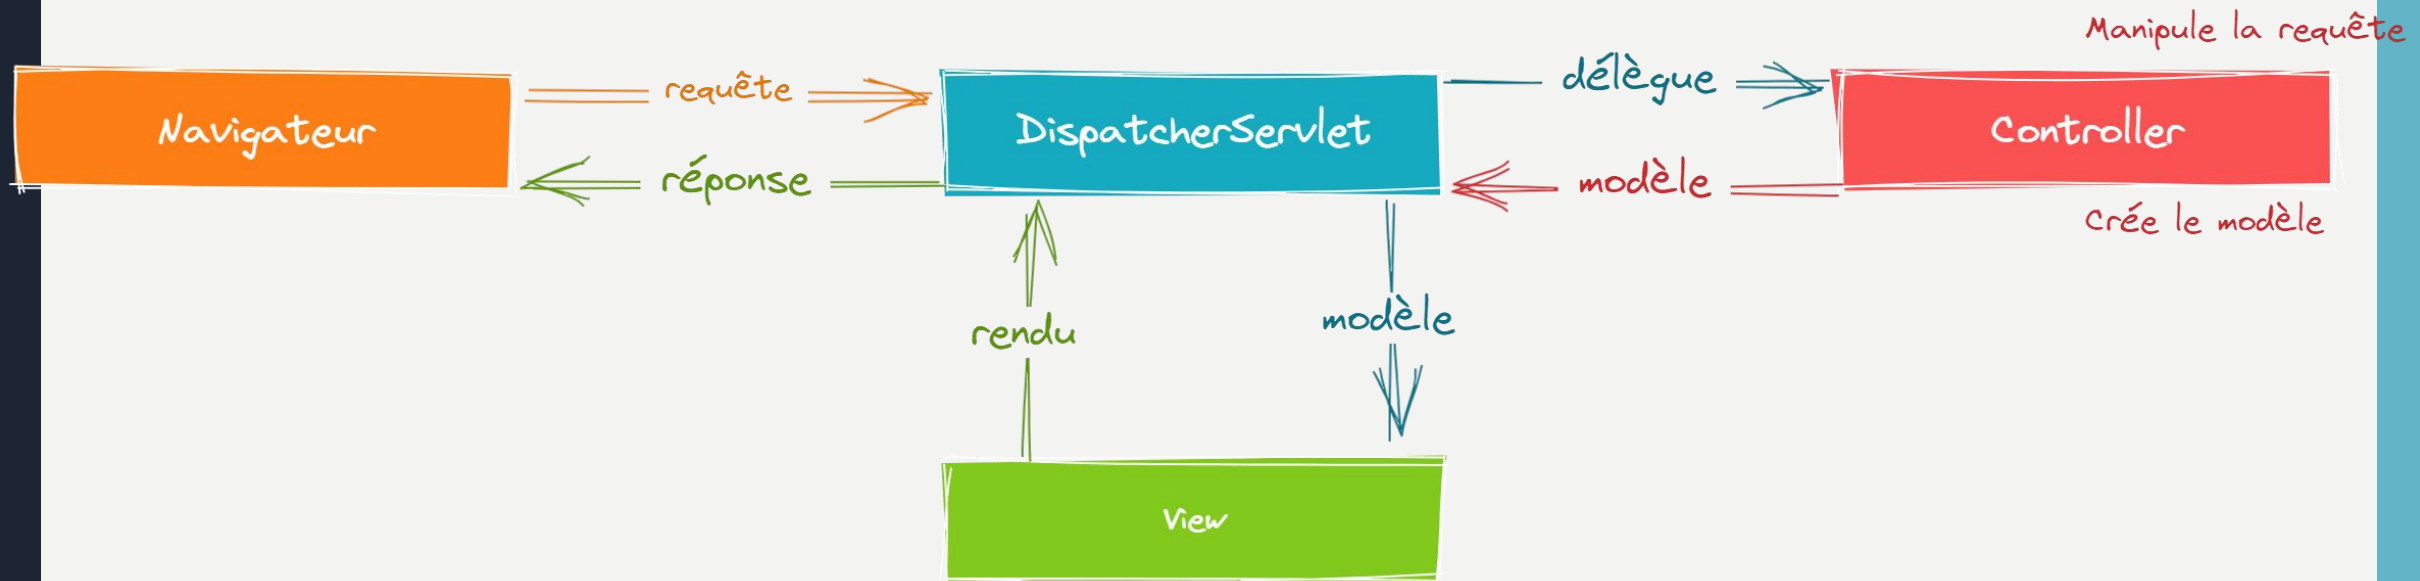 Manipule la requête
Navigateur
requête
DispatcherServlet
délègue
Controller
réponse
modèle
Crée le modèle
rendu
modèle
View